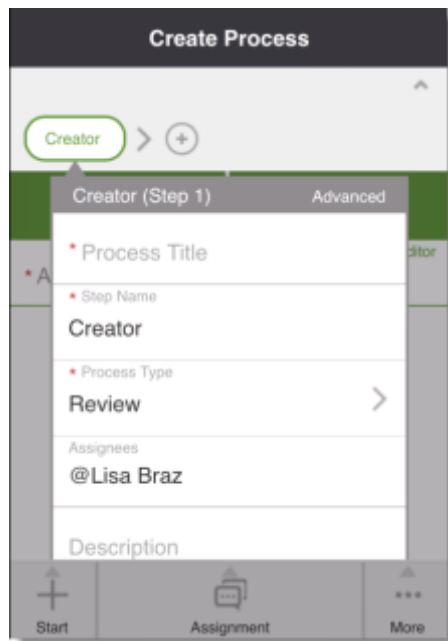 Create Process
Creator
Creator (Step 1) Advanced
* Process Title
* A
* Step Name
Creator
* Process Type
Review
Assignees
@Lisa Braz
Description
Start Assignment More